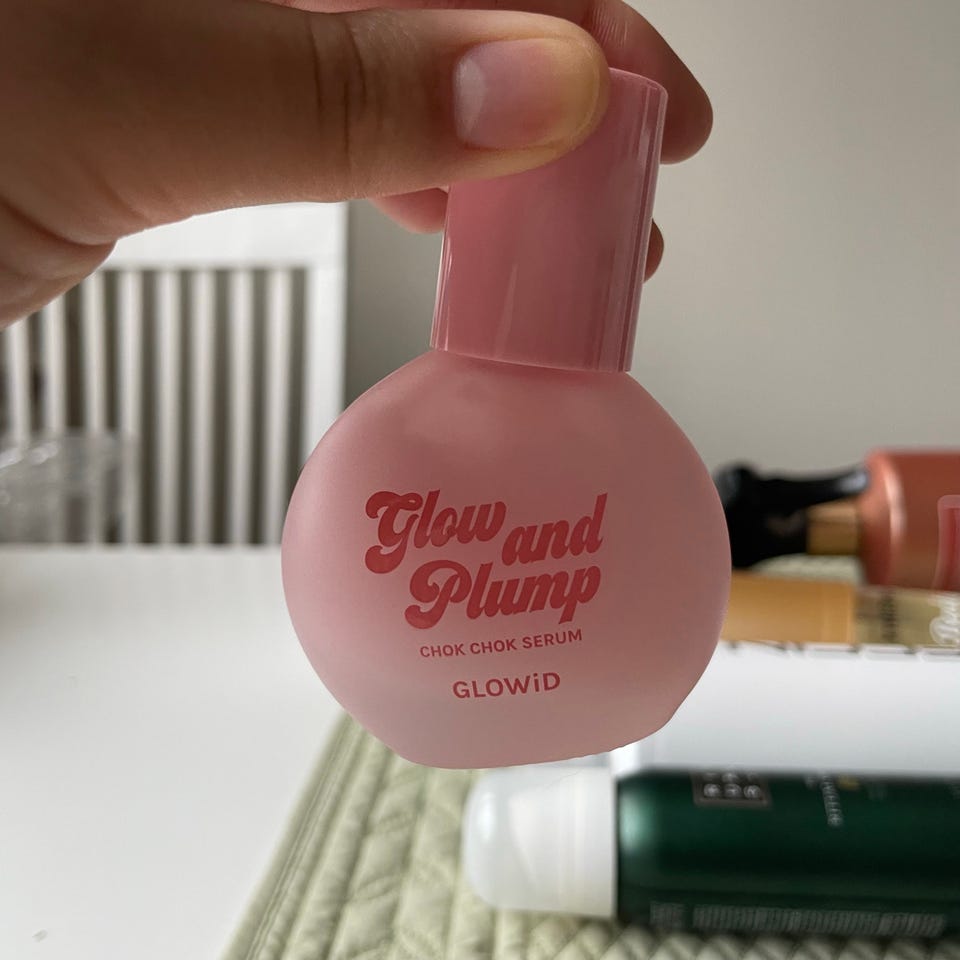 Glow and
Plump
CHOK CHOK SERUM
GLOWiD